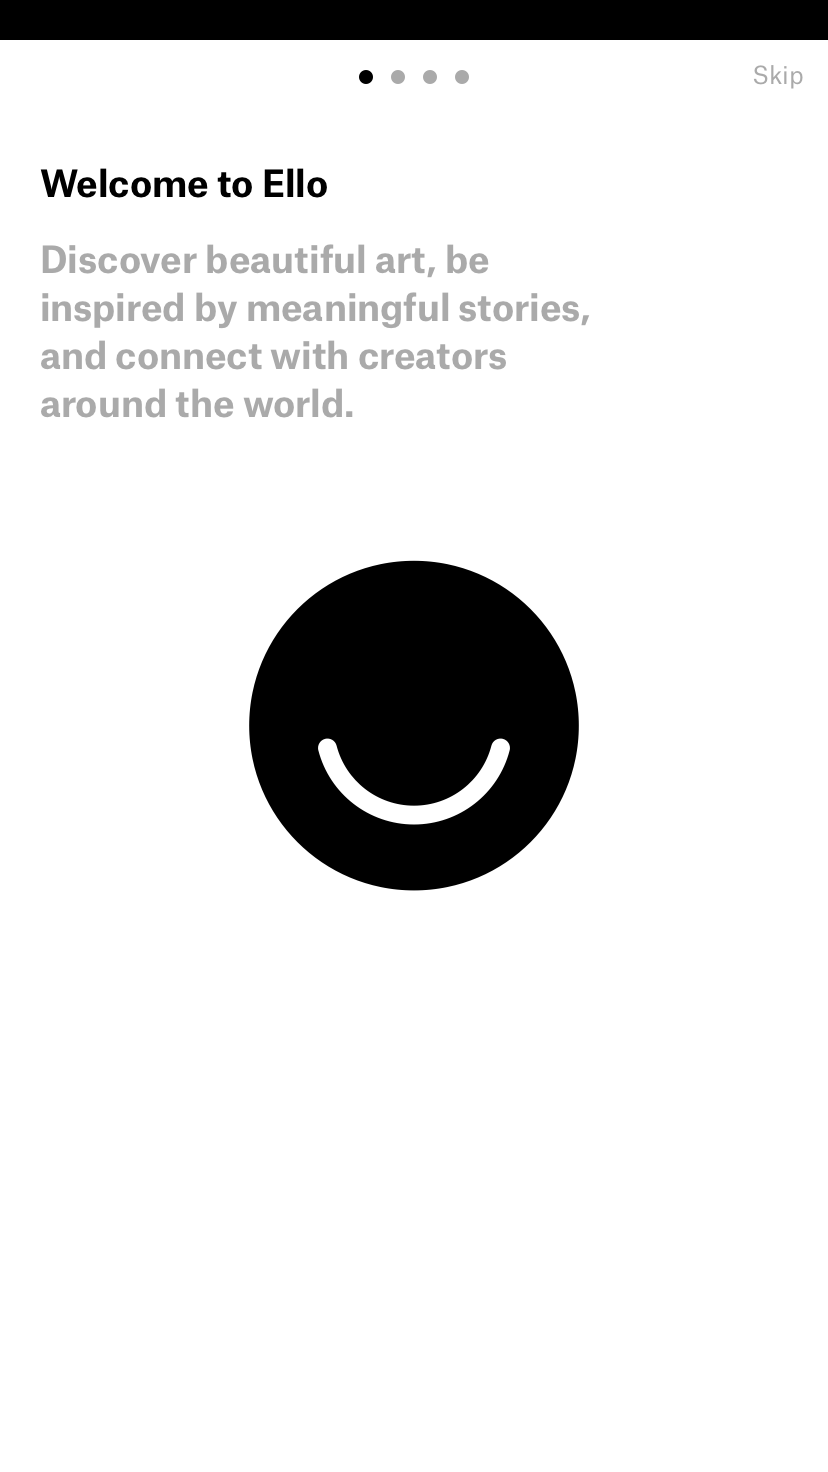 Skip
Welcome to Ello
Discover beautiful art, be
inspired by meaningful stories,
and connect with creators
around the world.